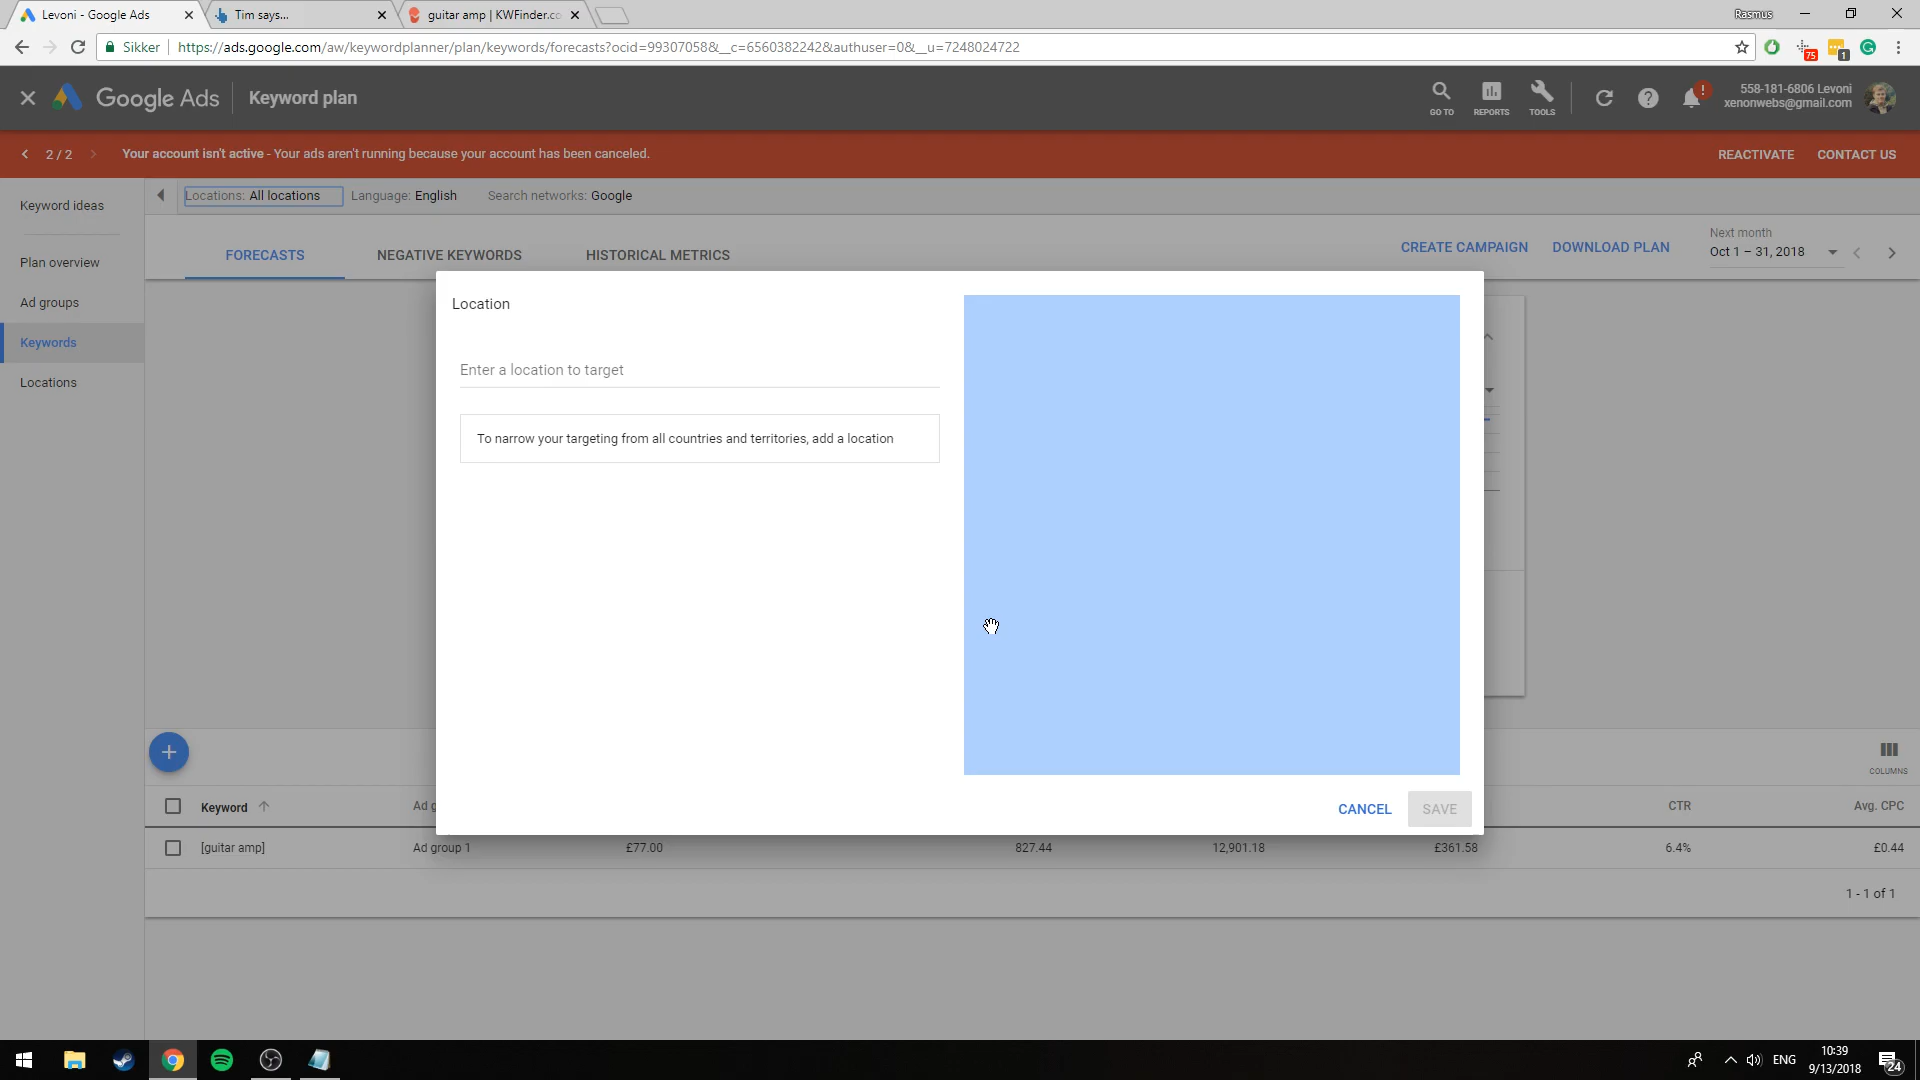 Levoni - Google Ads
Tim says...
guitar amp | KWFinder.co
Rasmus
Sikker
https://ads.google.com/aw/keywordplanner/plan/keywords/forecasts?ocid=99307058&__c=6560382242&authuser=0&__u=7248024722
75
1
Google Ads
Keyword plan
GO TO
REPORTS
TOOLS
?
!
558-181-6806 Levoni
xenonwebs@gmail.com
2 / 2
Your account isn't active - Your ads aren't running because your account has been canceled.
REACTIVATE
CONTACT US
Keyword ideas
Plan overview
Ad groups
Keywords
Locations
Locations: All locations
Language: English
Search networks: Google
FORECASTS
NEGATIVE KEYWORDS
HISTORICAL METRICS
CREATE CAMPAIGN
DOWNLOAD PLAN
Next month
Oct 1 – 31, 2018
Location
Enter a location to target
To narrow your targeting from all countries and territories, add a location
CANCEL
SAVE
COLUMNS
Keyword
Ad g
CTR
Avg. CPC
[guitar amp]
Ad group 1
£77.00
827.44
12,901.18
£361.58
6.4%
£0.44
1 - 1 of 1
ENG
10:39
9/13/2018
24